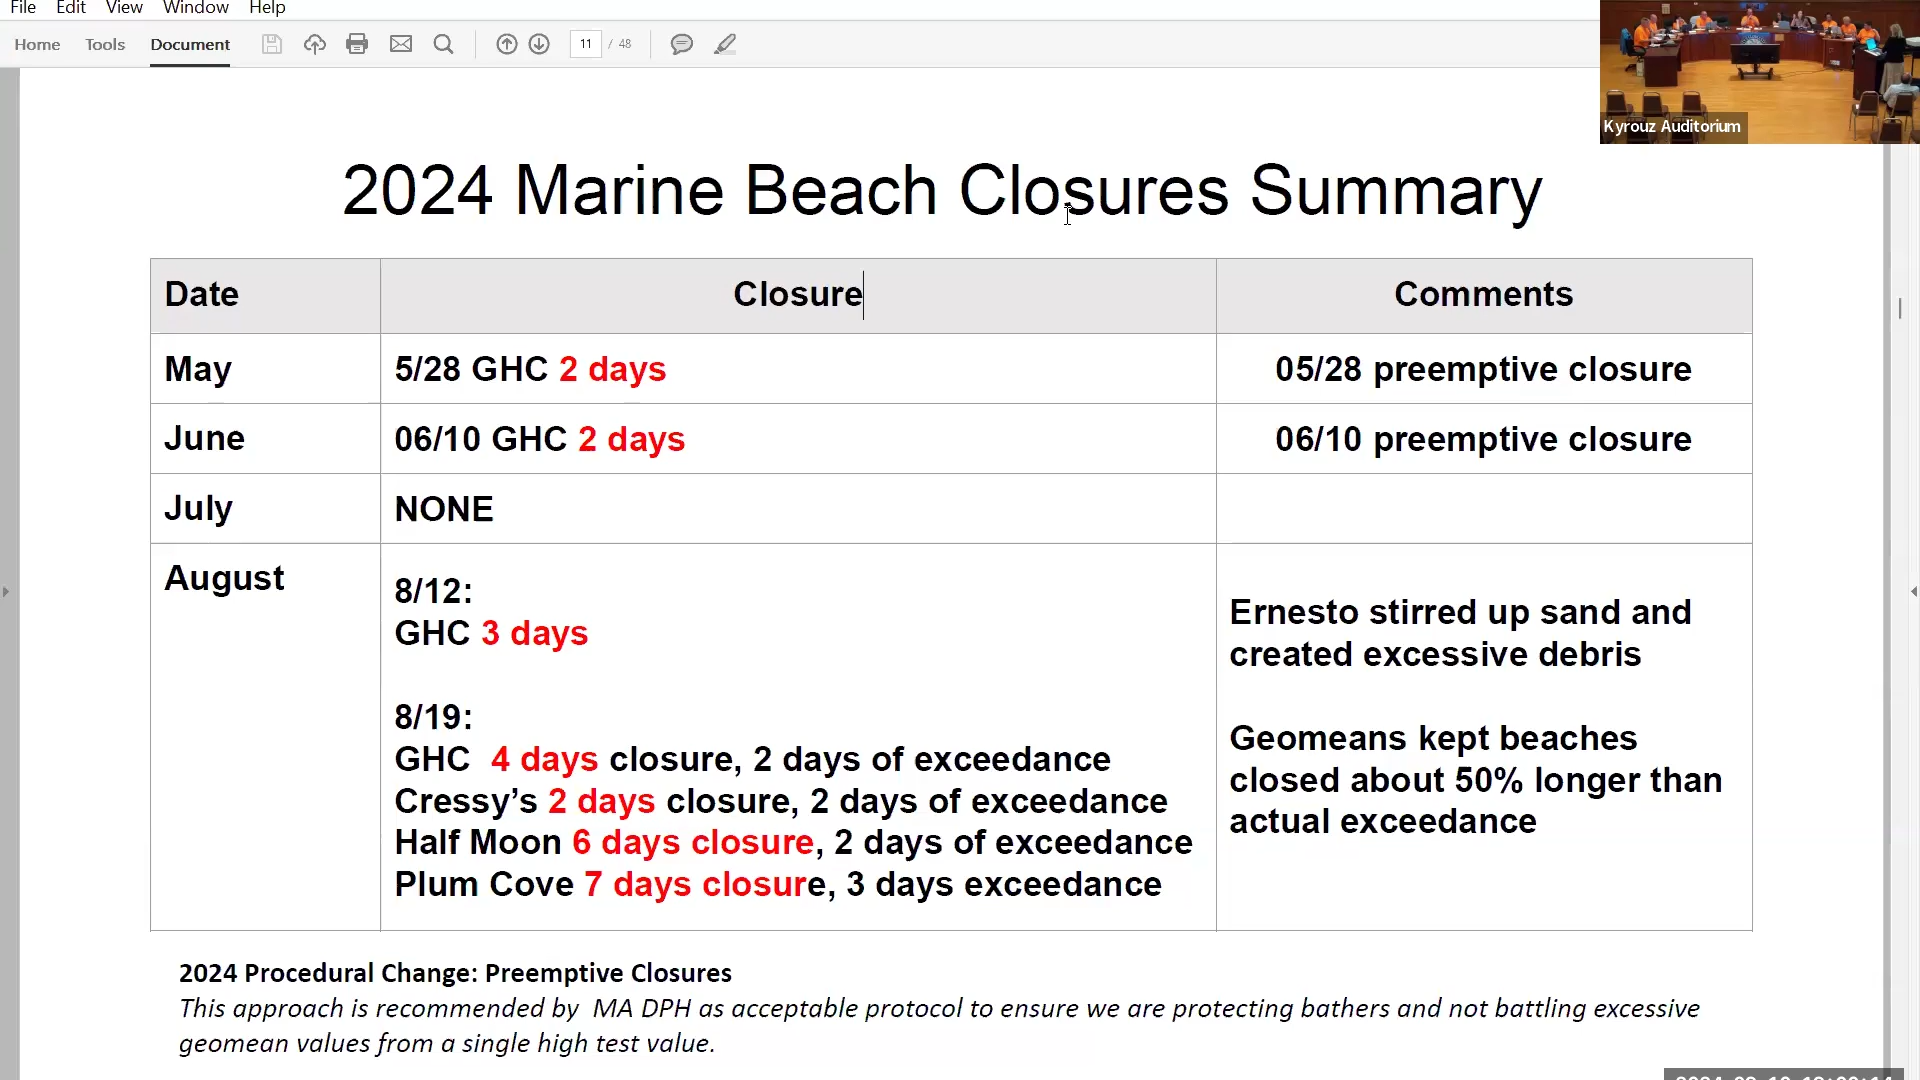 File Edit View Window Help
Home Tools Document 11 / 48
Kyrouz Auditorium
2024 Marine Beach Closures Summary
Date Closure Comments
May 5/28 GHC 2 days 05/28 preemptive closure
June 06/10 GHC 2 days 06/10 preemptive closure
July NONE
August
8/12:
GHC 3 days
8/19:
GHC 4 days closure, 2 days of exceedance
Cressy’s 2 days closure, 2 days of exceedance
Half Moon 6 days closure, 2 days of exceedance
Plum Cove 7 days closure, 3 days exceedance
Ernesto stirred up sand and
created excessive debris
Geomeans kept beaches
closed about 50% longer than
actual exceedance
2024 Procedural Change: Preemptive Closures
This approach is recommended by MA DPH as acceptable protocol to ensure we are protecting bathers and not battling excessive
geomean values from a single high test value.